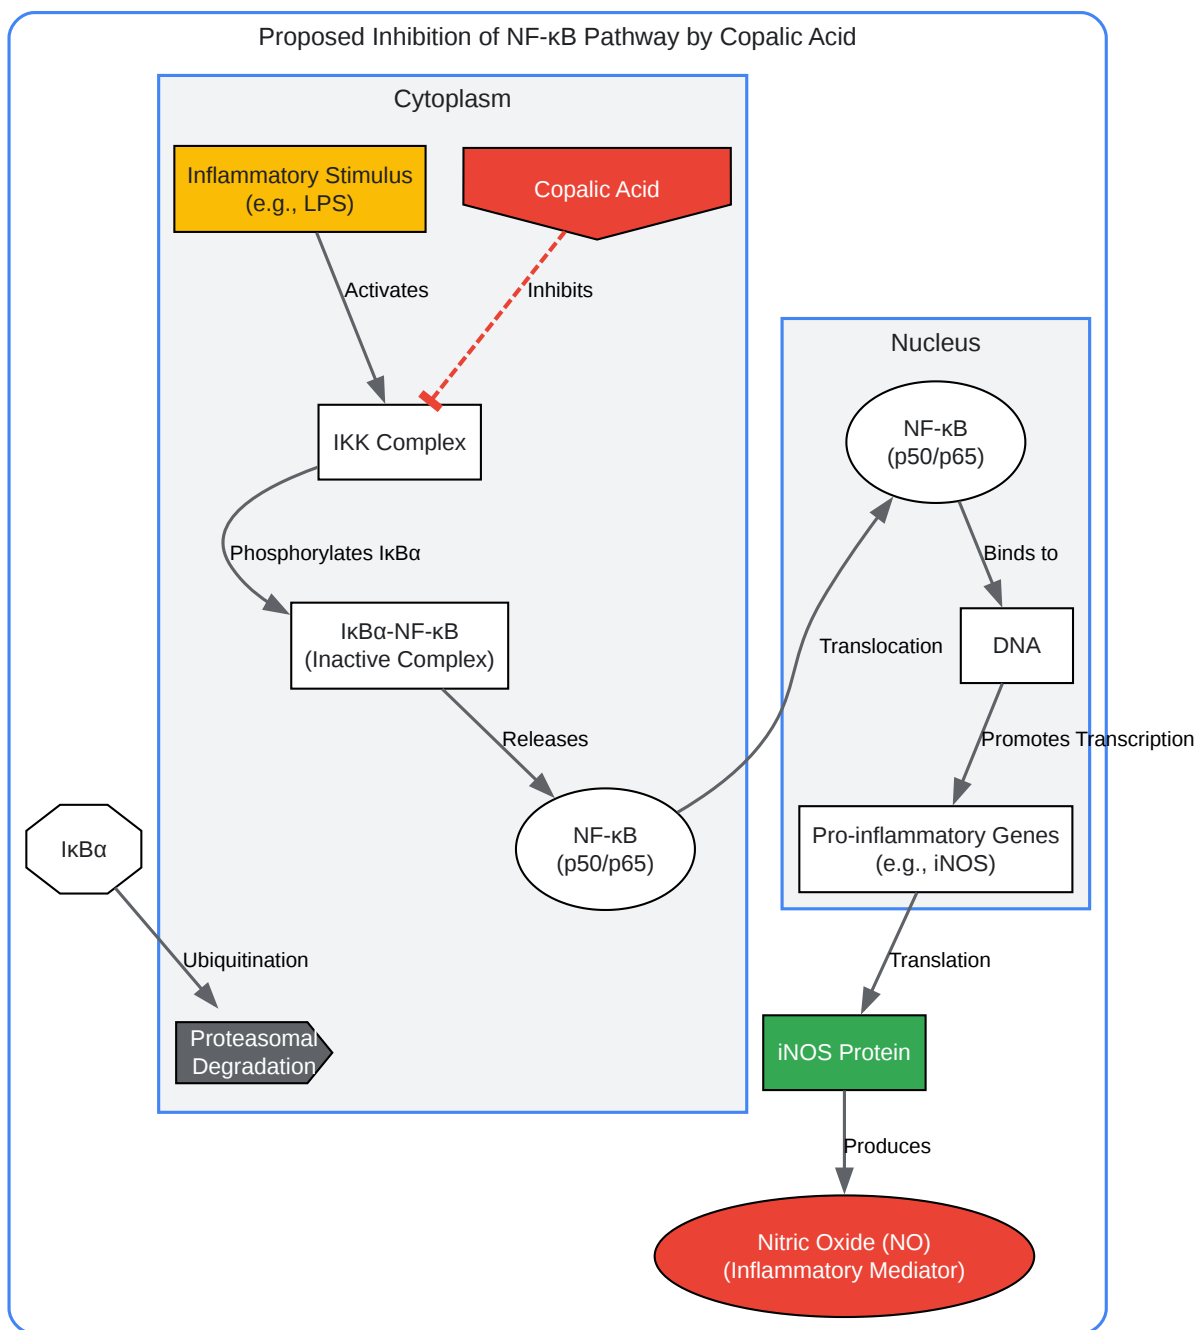 Proposed Inhibition of NF-κB Pathway by Copalic Acid
Cytoplasm
Inflammatory Stimulus
(e.g., LPS)
Copalic Acid
Activates
Inhibits
IKK Complex
Phosphorylates IκBα
IκBα-NF-κB
(Inactive Complex)
Releases
NF-κB
(p50/p65)
IκBα
Ubiquitination
Proteasomal
Degradation
Nucleus
NF-κB
(p50/p65)
Binds to
Translocation
DNA
Promotes Transcription
Pro-inflammatory Genes
(e.g., iNOS)
Translation
iNOS Protein
Produces
Nitric Oxide (NO)
(Inflammatory Mediator)